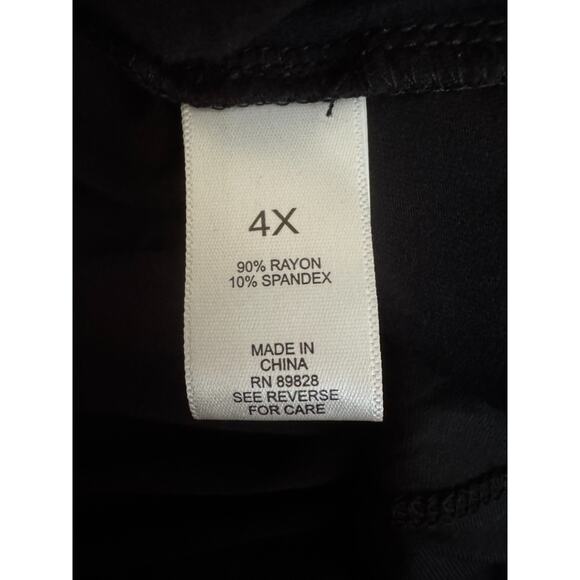 4X
90% RAYON
10% SPANDEX
MADE IN
CHINA
RN 89828
SEE REVERSE
FOR CARE